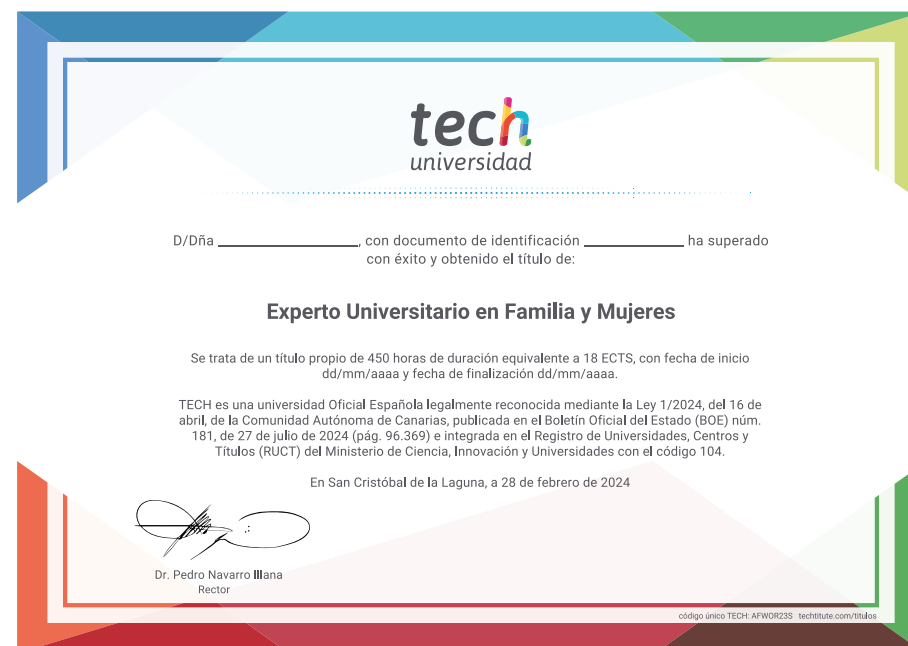 tech
universidad
D/Dña ____________________, con documento de identificación ______________ ha superado
con éxito y obtenido el título de:
Experto Universitario en Familia y Mujeres
Se trata de un título propio de 450 horas de duración equivalente a 18 ECTS, con fecha de inicio
dd/mm/aaaa y fecha de finalización dd/mm/aaaa.
TECH es una universidad Oficial Española legalmente reconocida mediante la Ley 1/2024, del 16 de
abril, de la Comunidad Autónoma de Canarias, publicada en el Boletín Oficial del Estado (BOE) núm.
181, de 27 de julio de 2024 (pág. 96.369) e integrada en el Registro de Universidades, Centros y
Títulos (RUCT) del Ministerio de Ciencia, Innovación y Universidades con el código 104.
En San Cristóbal de la Laguna, a 28 de febrero de 2024
Dr. Pedro Navarro Illana
Rector
código único TECH: AFWOR23S techtitute.com/titulos